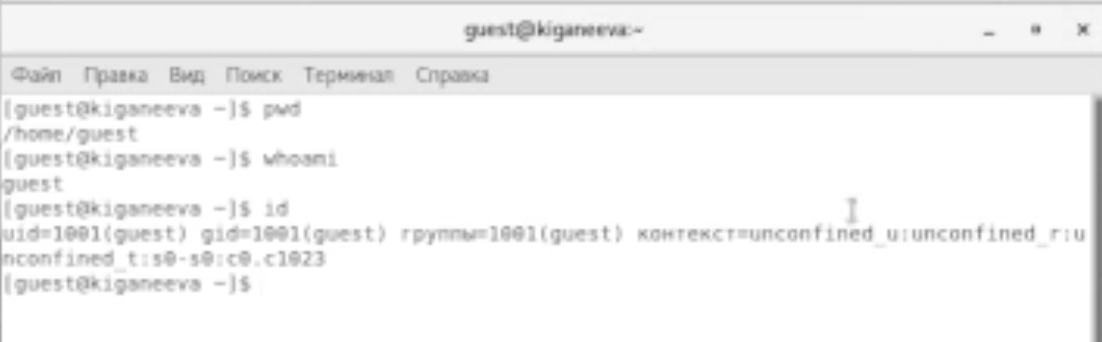 guest@kiganeeva:~
Файл Правка Вид Поиск Терминал Справка
[guest@kiganeeva ~]$ pwd
/home/guest
[guest@kiganeeva ~]$ whoami
guest
[guest@kiganeeva ~]$ id
uid=1001(guest) gid=1001(guest) группы=1001(guest) контекст=unconfined_u:unconfined_r:u
nconfined_t:s0-s0:c0.c1023
[guest@kiganeeva ~]$